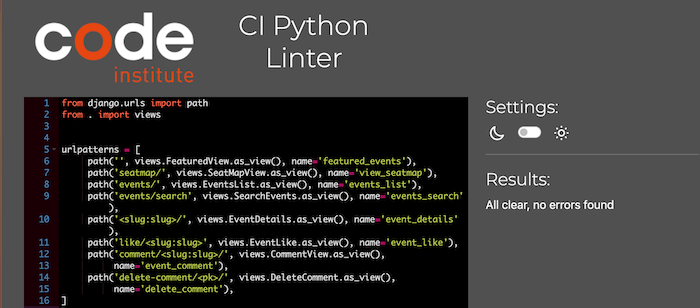 code
institute
CI Python
Linter
1 from django.urls import path
2 from . import views
3
4
5 urlpatterns = [
6 path('', views.FeaturedView.as_view(), name='featured_events'),
7 path('seatmap/', views.SeatMapView.as_view(), name='view_seatmap'),
8 path('events/', views.EventsList.as_view(), name='events_list'),
9 path('events/search', views.SearchEvents.as_view(), name='events_search'
),
10 path('<slug:slug>/', views.EventDetails.as_view(), name='event_details'
),
11 path('like/<slug:slug>', views.EventLike.as_view(), name='event_like'),
12 path('comment/<slug:slug>/', views.CommentView.as_view(),
13 name='event_comment'),
14 path('delete-comment/<pk>/', views.DeleteComment.as_view(),
15 name='delete_comment'),
16 ]
Settings:
Results:
All clear, no errors found